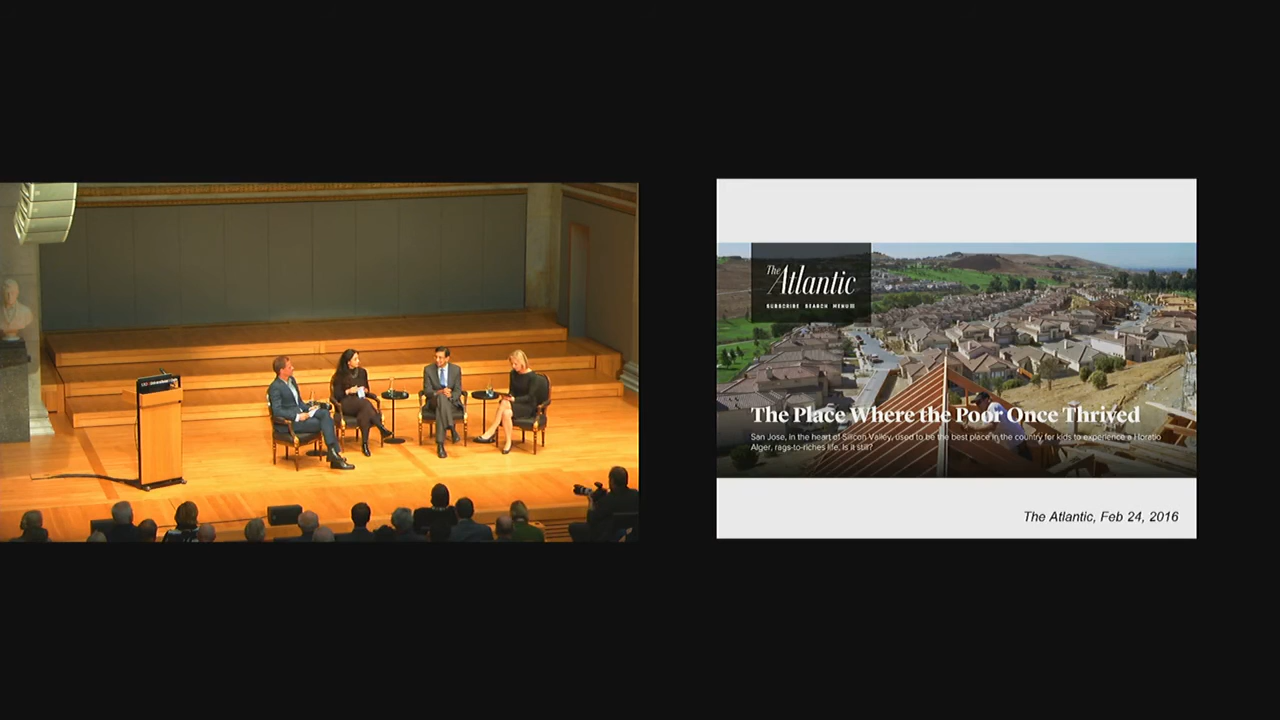 The
Atlantic
SUBSCRIBE SEARCH MENU
The Place Where the Poor Once Thrived
San Jose, in the heart of Silicon Valley, used to be the best place in the country for kids to experience a Horatio
Alger, rags-to-riches life. Is it still?
The Atlantic, Feb 24, 2016